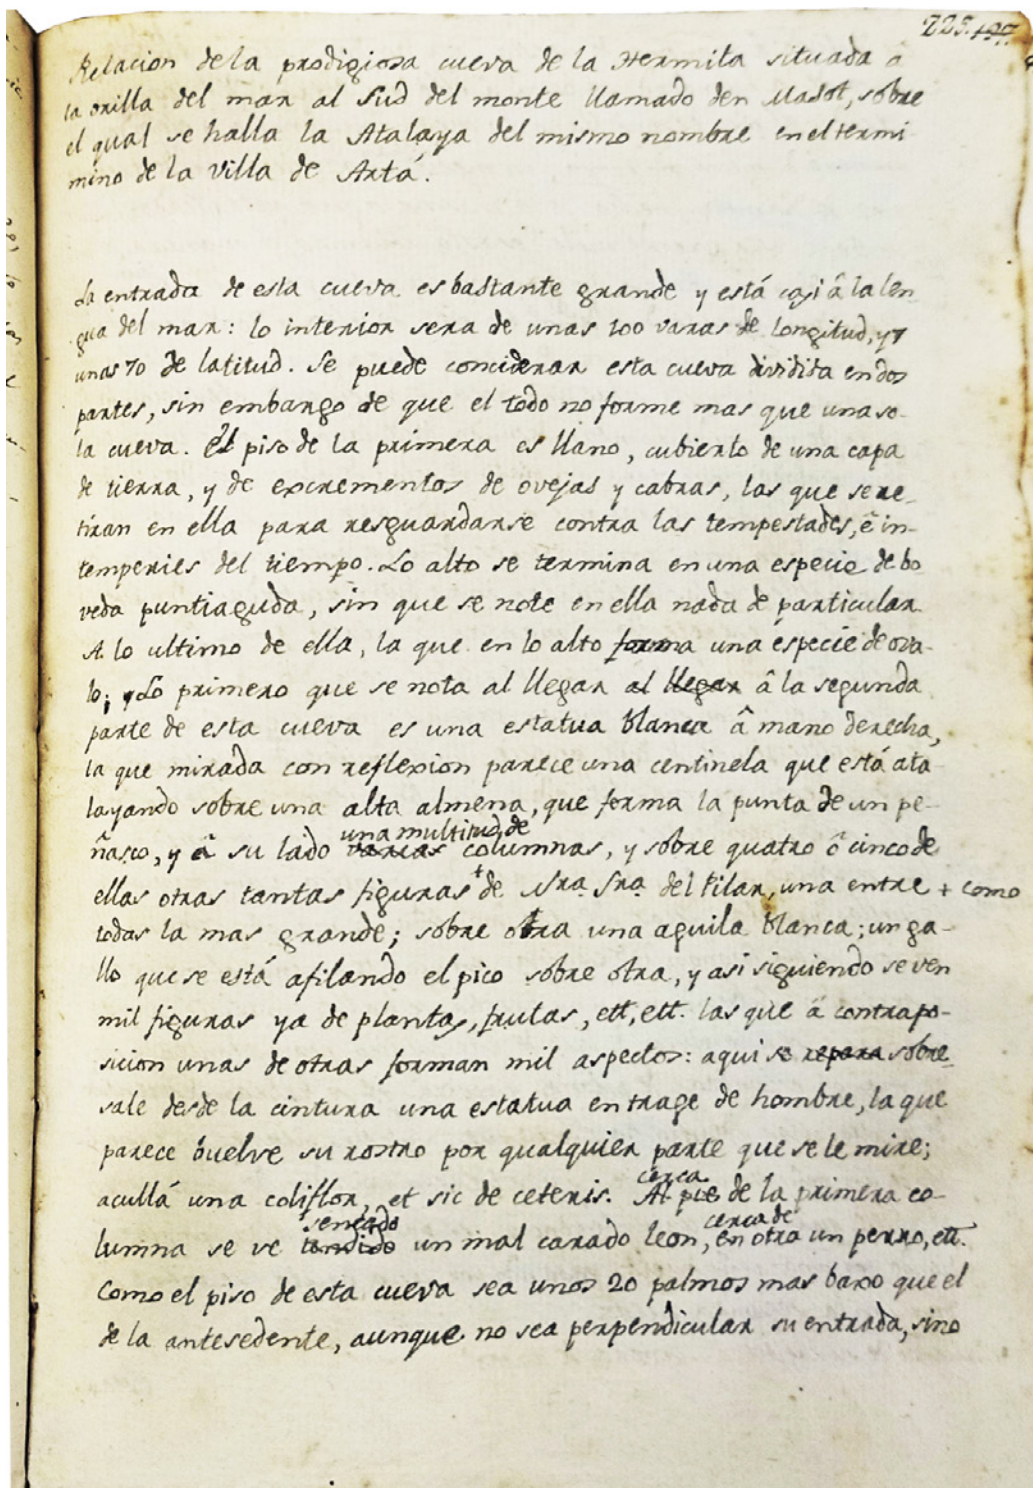 225. 197.
Relacion de la prodigiosa cueva de la Hermita situada a
la orilla del mar al Sud del monte llamado den Madot, sobre
el qual se halla la Atalaya del mismo nombre en el termi
mino de la Villa de Artá.
La entrada de esta cueva es bastante grande y está casi â la len
gua del mar: lo interior sera de unas 100 varas de longitud, y
unas 70 de latitud. Se puede conciderar esta cueva dividida en dos
partes, sin embargo de que el todo no forme mas que una so-
la cueva. El piso de la primera es llano, cubierto de una capa
de tierra, y de excrementos de ovejas y cabras, las que se re-
tiran en ella para resguardarse contra las tempestades, ê in-
temperies del tiempo. Lo alto se termina en una especie de bo
veda puntiaguda, sin que se note en ella nada de particular.
A lo ultimo de ella, la que en lo alto forma una especie de ova-
lo; Lo primero que se nota al llegar al llegar â la segunda
parte de esta cueva es una estatua blanca â mano derecha,
la que mirada con reflexion parece una centinela que está ata
layando sobre una alta almena, que forma la punta de un pe-
una multitud de
ñasco, y â su lado varias columnas, y sobre quatro ô cinco de
ellas otras tantas figuras + de Nra. Sra. del Pilar, una entre + como
todas la mas grande; sobre otra una aguila blanca; un ga-
llo que se está afilando el pico sobre otra, y asi siguiendo se ven
mil figuras ya de plantas, frutas, ett, ett. las que â contrapo-
sicion unas de otras forman mil aspectos: aqui se repara sobre-
sale desde la cintura una estatua en trage de hombre, la que
parece buelve su rostro por qualquier parte que se le mire;
cerca
acullá una coliflor, et sic de ceteris. Al pie de la primera co-
sentado cerca de
lumna se ve tendido un mal carado leon, en otra un perro, ett.
Como el piso de esta cueva sea unos 20 palmos mas baxo que el
de la antesedente, aunque no sea perpendicular su entrada, sino